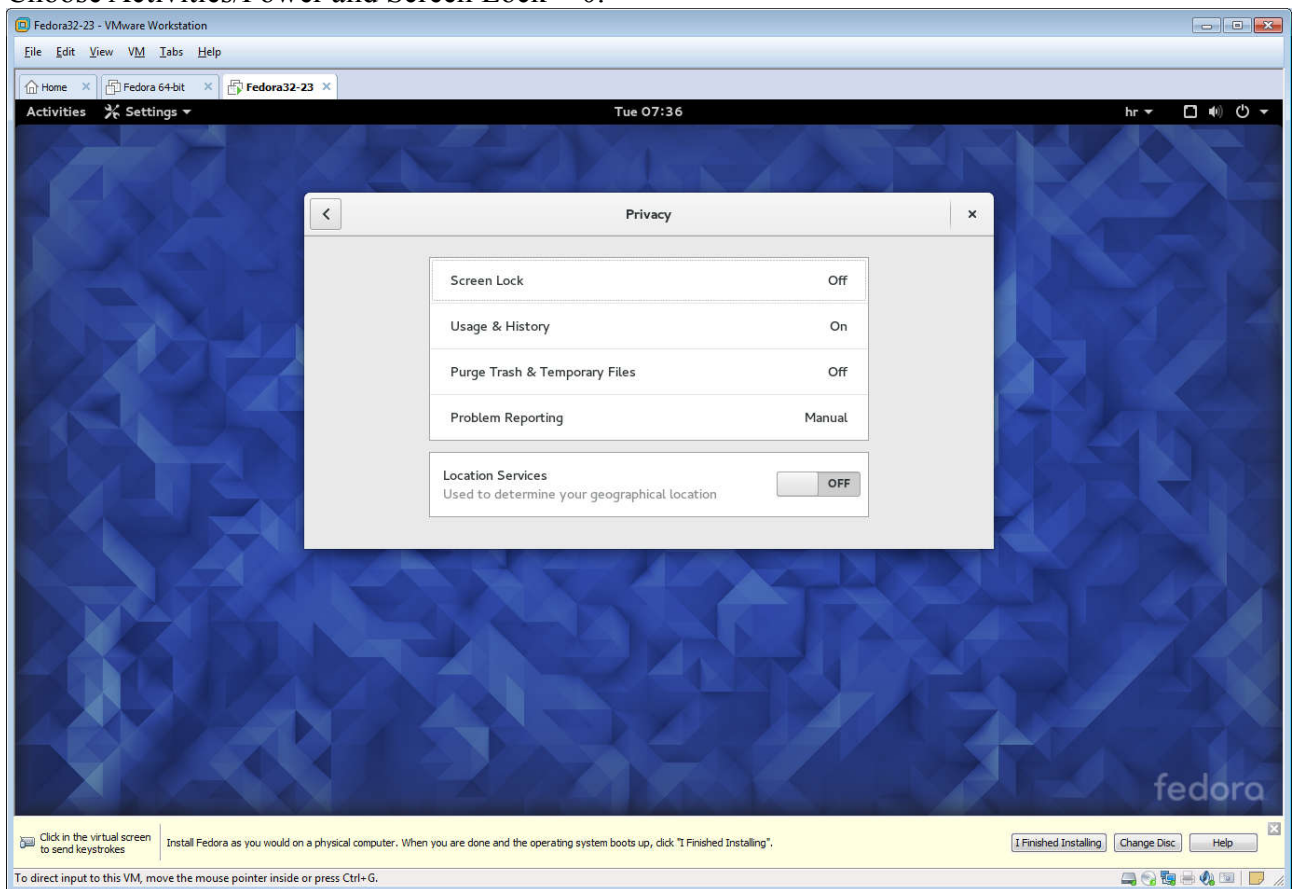 Choose Activities/Power and Screen Lock = 0.
Fedora32-23 - VMware Workstation
File Edit View VM Tabs Help
Home Fedora 64-bit Fedora32-23
Activities Settings Tue 07:36 hr
Privacy
Screen Lock Off
Usage & History On
Purge Trash & Temporary Files Off
Problem Reporting Manual
Location Services
Used to determine your geographical location OFF
fedora
Click in the virtual screen
to send keystrokes
Install Fedora as you would on a physical computer. When you are done and the operating system boots up, click "I Finished Installing".
I Finished Installing Change Disc Help
To direct input to this VM, move the mouse pointer inside or press Ctrl+G.